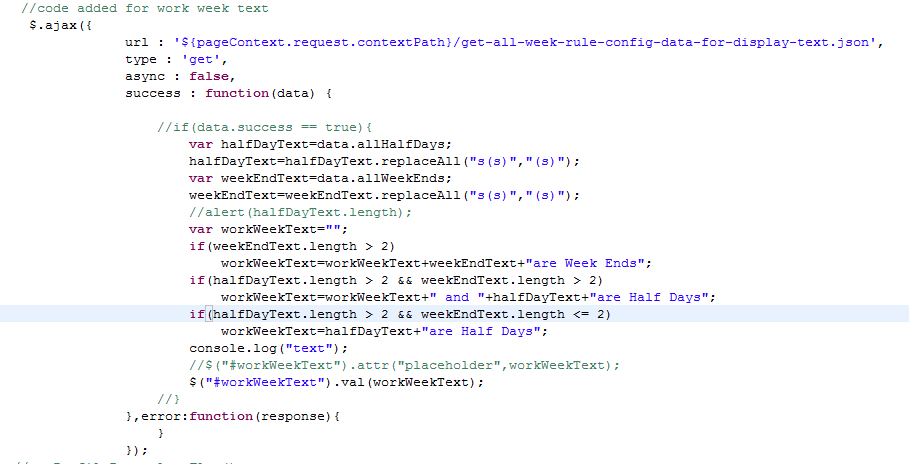 //code added for work week text
$.ajax({
url : '${pageContext.request.contextPath}/get-all-week-rule-config-data-for-display-text.json',
type : 'get',
async : false,
success : function(data) {
//if(data.success == true){
var halfDayText=data.allHalfDays;
halfDayText=halfDayText.replaceAll("s(s)","(s)");
var weekEndText=data.allWeekEnds;
weekEndText=weekEndText.replaceAll("s(s)","(s)");
//alert(halfDayText.length);
var workWeekText="";
if(weekEndText.length > 2)
workWeekText=workWeekText+weekEndText+"are Week Ends";
if(halfDayText.length > 2 && weekEndText.length > 2)
workWeekText=workWeekText+" and "+halfDayText+"are Half Days";
if(halfDayText.length > 2 && weekEndText.length <= 2)
workWeekText=halfDayText+"are Half Days";
console.log("text");
//$("#workWeekText").attr("placeholder",workWeekText);
$("#workWeekText").val(workWeekText);
//}
},error:function(response){
}
});